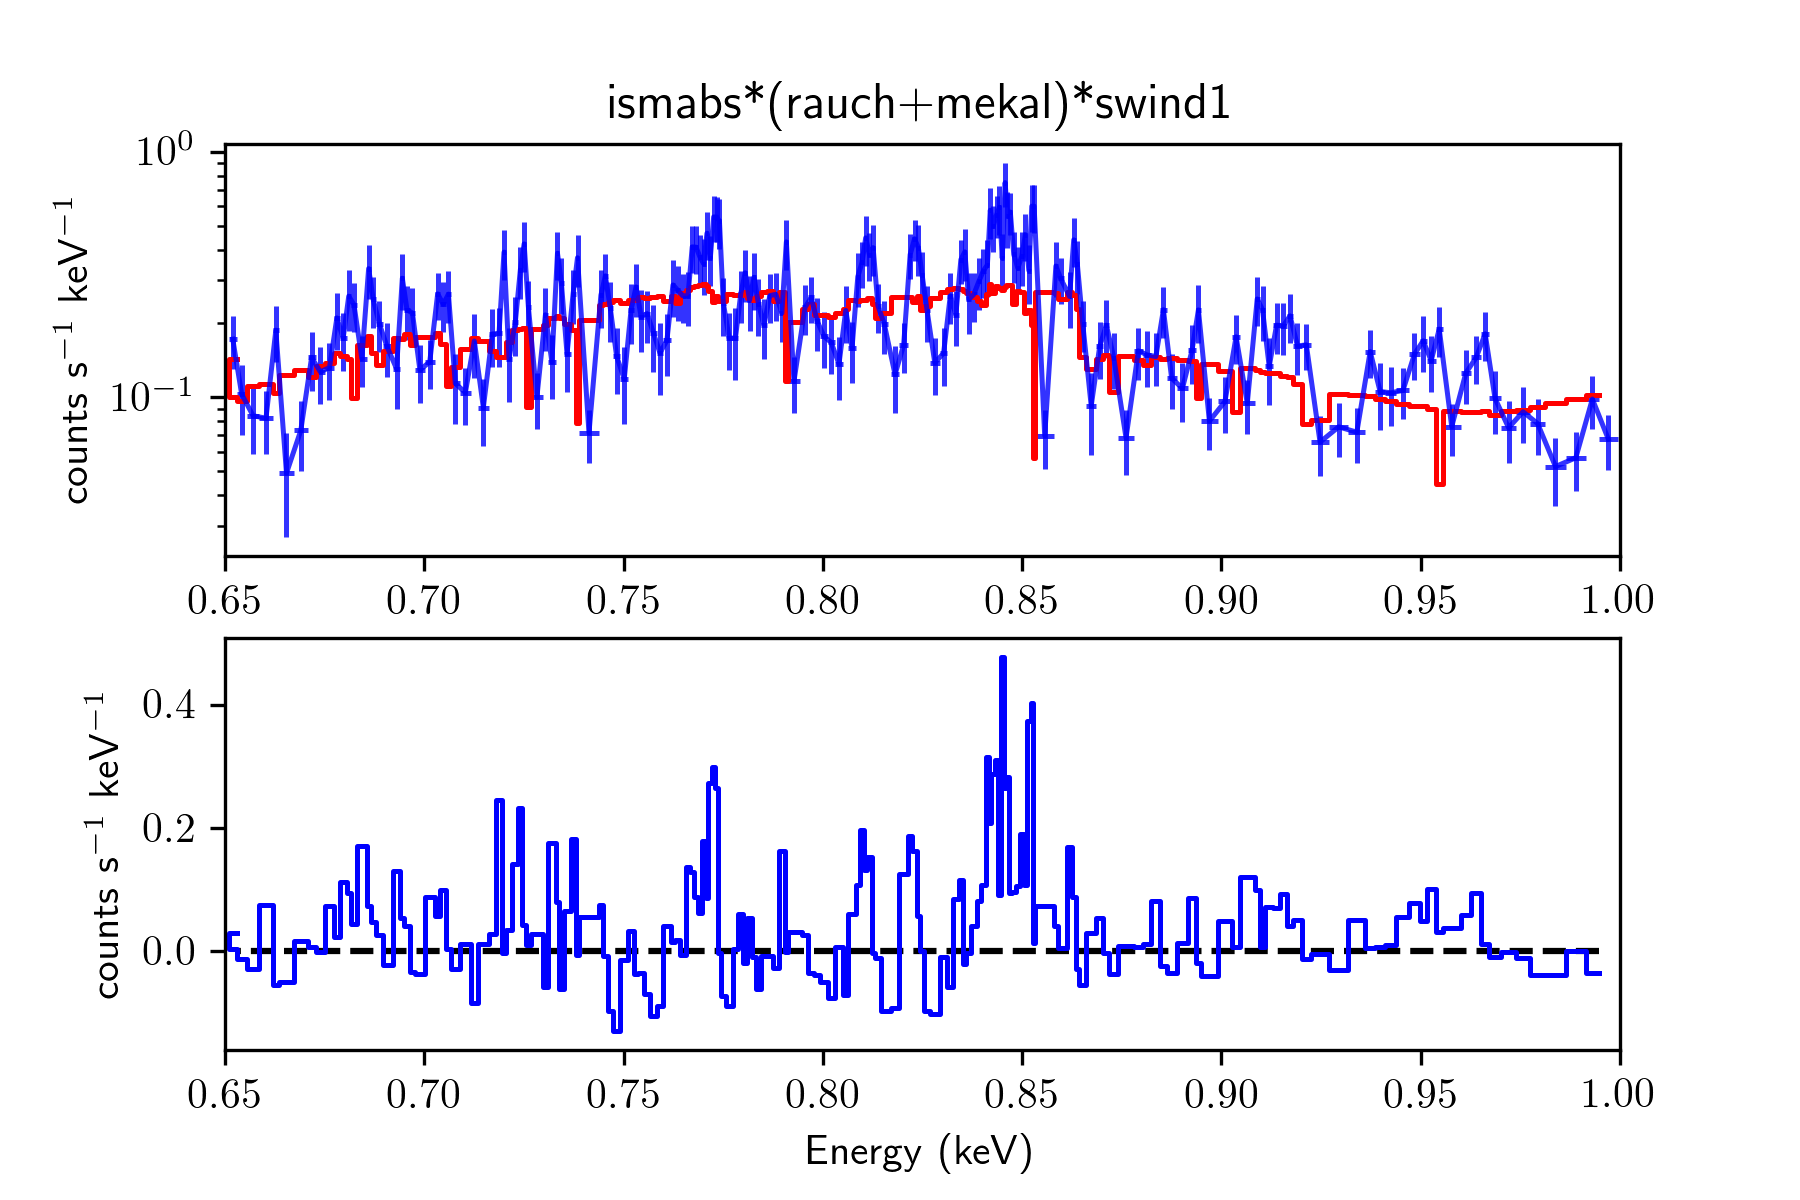 ismabs*(rauch+mekal)*swind1
10⁰
10⁻¹
counts s⁻¹ keV⁻¹
0.65 0.70 0.75 0.80 0.85 0.90 0.95 1.00
0.4
0.2
0.0
counts s⁻¹ keV⁻¹
0.65 0.70 0.75 0.80 0.85 0.90 0.95 1.00
Energy (keV)